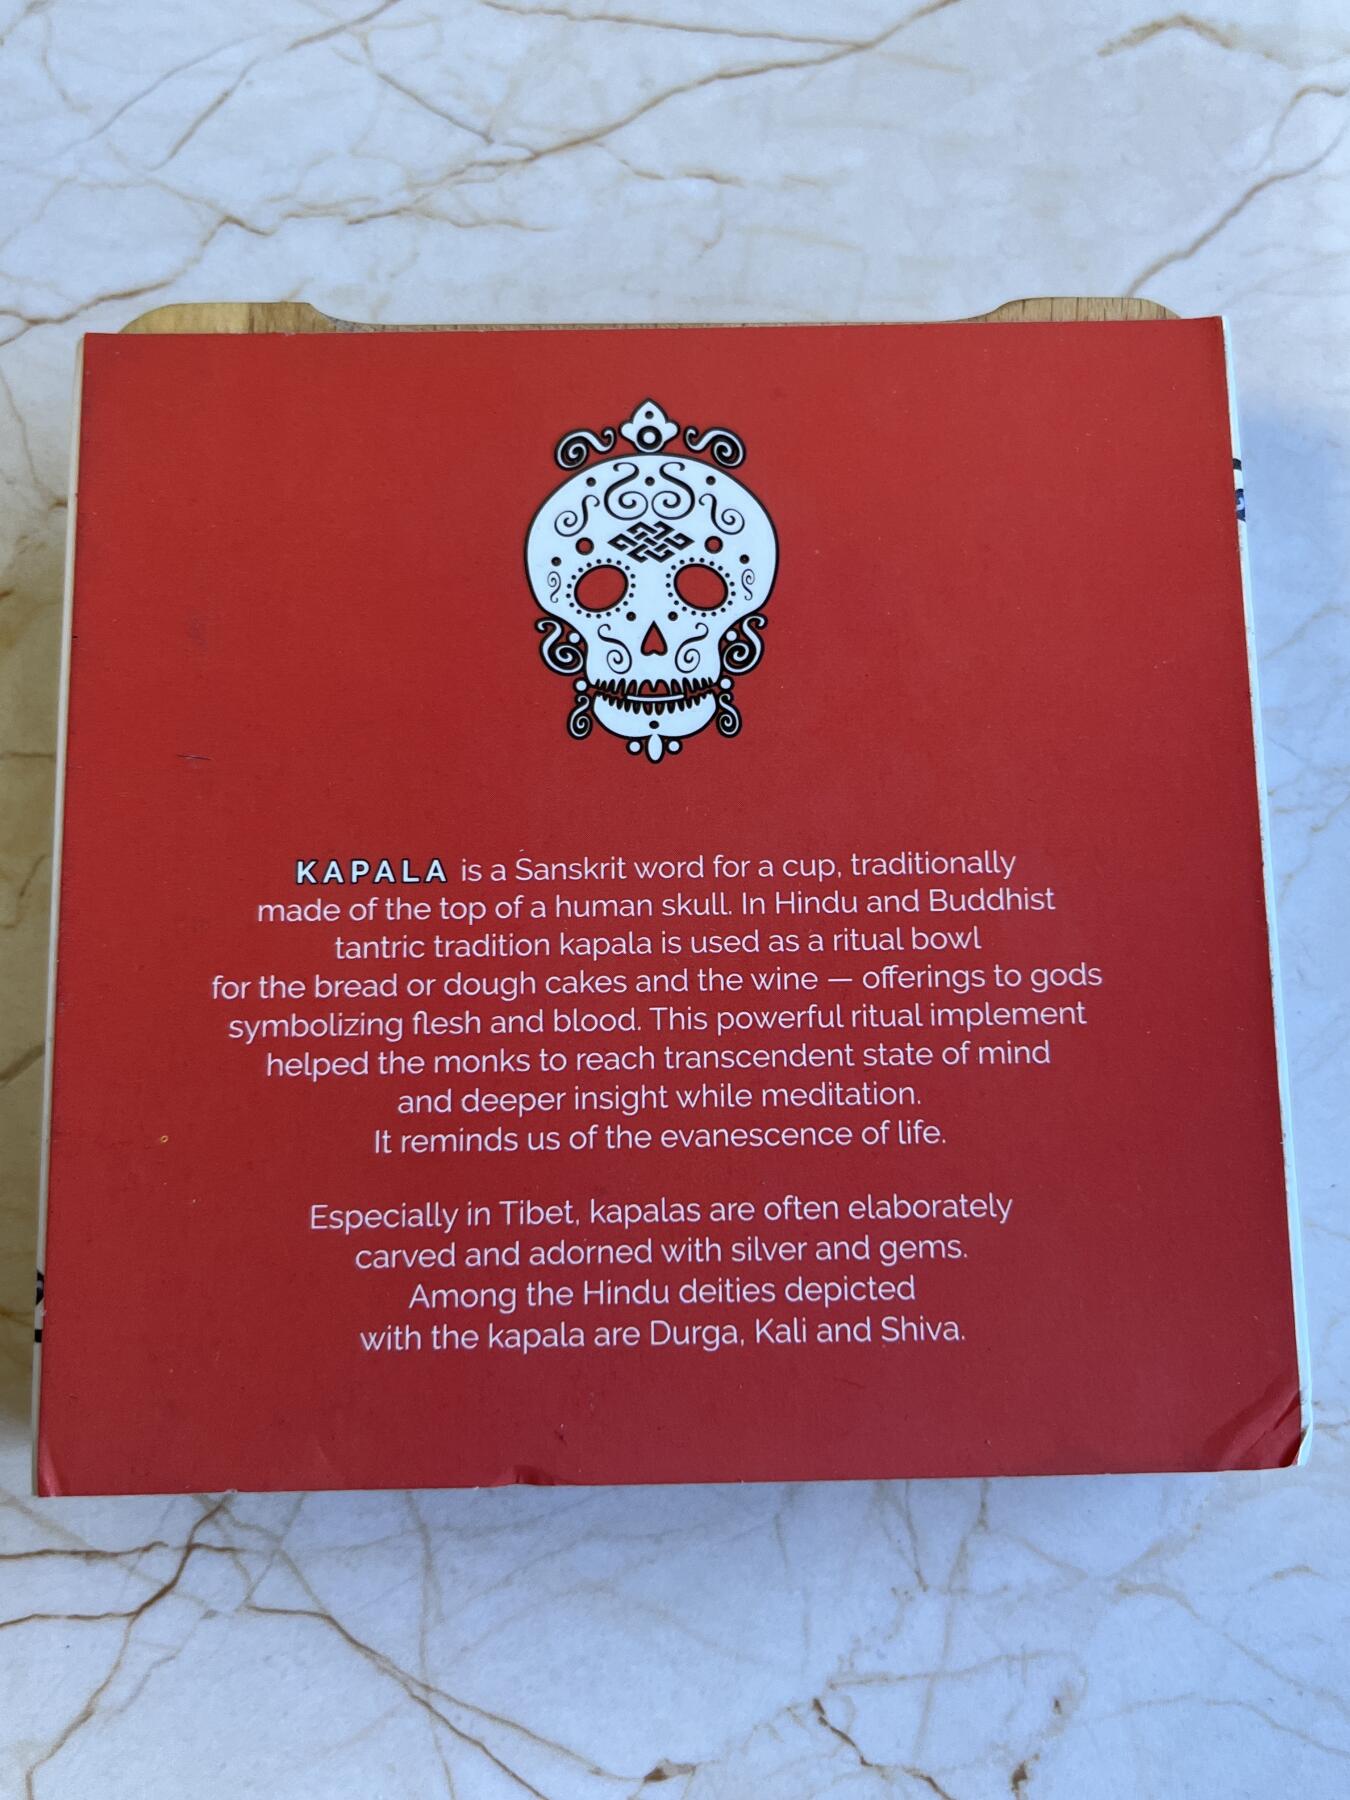 KAPALA is a Sanskrit word for a cup, traditionally
made of the top of a human skull. In Hindu and Buddhist
tantric tradition kapala is used as a ritual bowl
for the bread or dough cakes and the wine — offerings to gods
symbolizing flesh and blood. This powerful ritual implement
helped the monks to reach transcendent state of mind
and deeper insight while meditation.
It reminds us of the evanescence of life.
Especially in Tibet, kapalas are often elaborately
carved and adorned with silver and gems.
Among the Hindu deities depicted
with the kapala are Durga, Kali and Shiva.